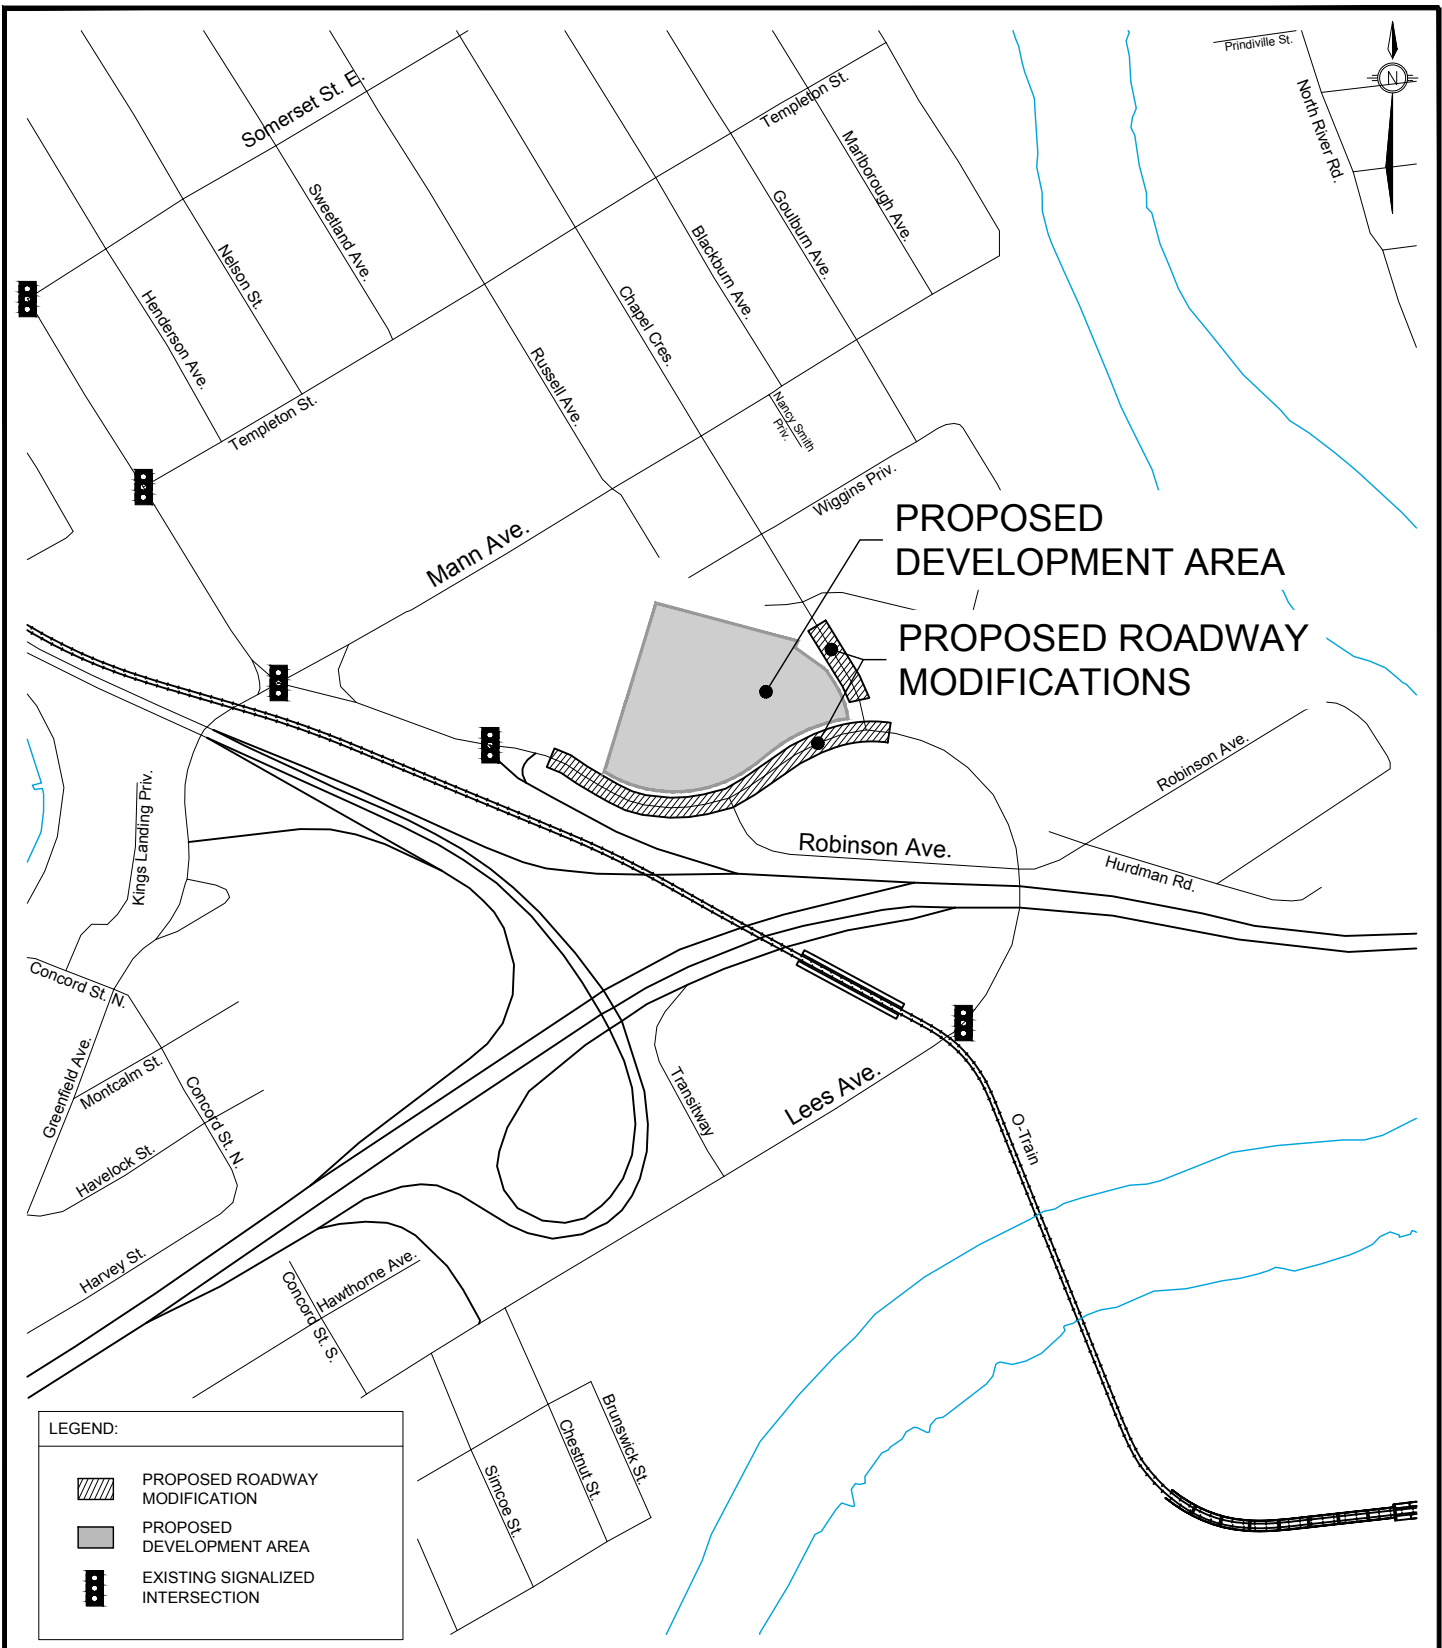 Prindiville St.
N
North River Rd.
Somerset St. E.
Templeton St.
Marlborough Ave.
Goulburn Ave.
Sweetland Ave.
Blackburn Ave.
Nelson St.
Chapel Cres.
Henderson Ave.
Russell Ave.
Templeton St.
Nancy Smith
Priv.
Wiggins Priv.
Mann Ave.
PROPOSED
DEVELOPMENT AREA
PROPOSED ROADWAY
MODIFICATIONS
Robinson Ave.
Kings Landing Priv.
Robinson Ave.
Hurdman Rd.
Concord St. N.
Greenfield Ave.
Montcalm St.
Concord St. N.
Havelock St.
Transitway
Lees Ave.
O-Train
Harvey St.
Hawthorne Ave.
Concord St. S.
Brunswick St.
Chestnut St.
Simcoe St.
LEGEND:
PROPOSED ROADWAY
MODIFICATION
PROPOSED
DEVELOPMENT AREA
EXISTING SIGNALIZED
INTERSECTION